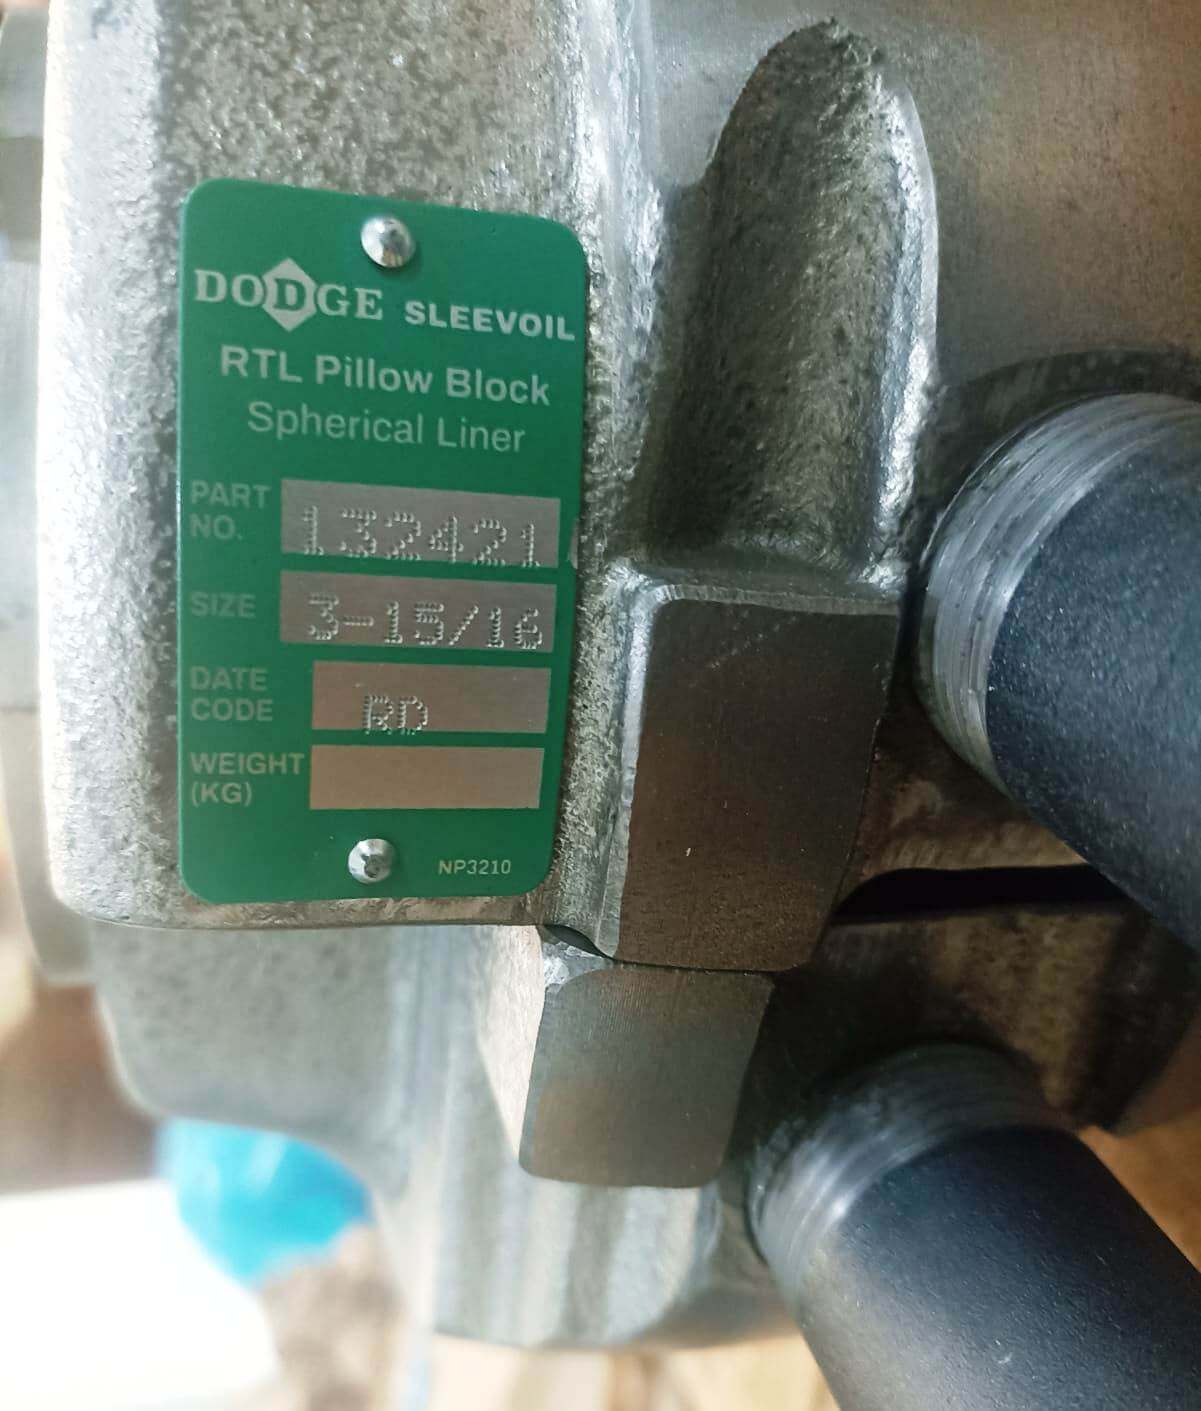 DODGE SLEEVOIL
RTL Pillow Block
Spherical Liner
PART NO. 132421
SIZE 3-15/16
DATE CODE RD
WEIGHT (KG)
NP3210